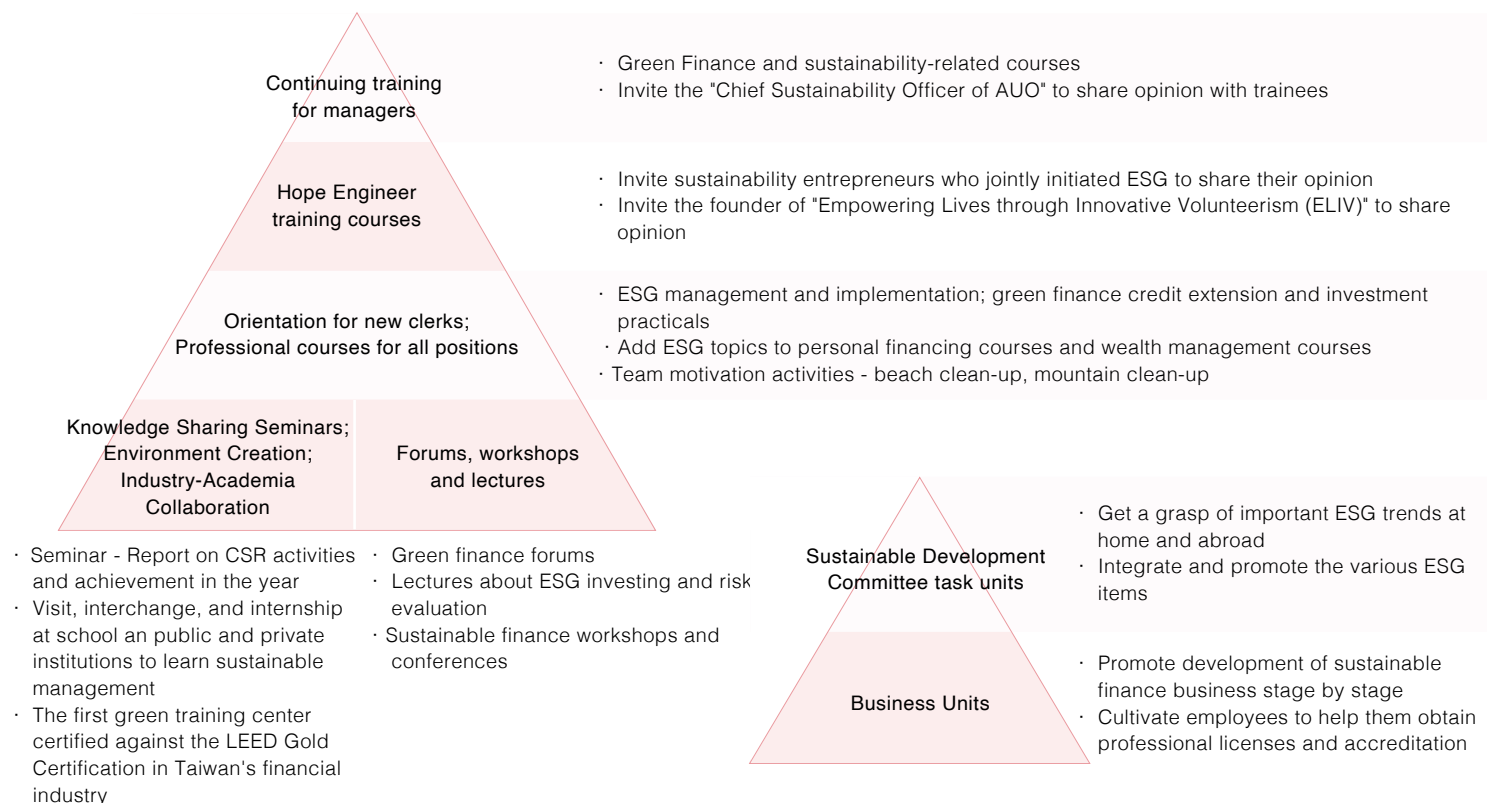 Continuing training
for managers
· Green Finance and sustainability-related courses
· Invite the "Chief Sustainability Officer of AUO" to share opinion with trainees
Hope Engineer
training courses
· Invite sustainability entrepreneurs who jointly initiated ESG to share their opinion
· Invite the founder of "Empowering Lives through Innovative Volunteerism (ELIV)" to share
opinion
Orientation for new clerks;
Professional courses for all positions
· ESG management and implementation; green finance credit extension and investment
practicals
· Add ESG topics to personal financing courses and wealth management courses
· Team motivation activities - beach clean-up, mountain clean-up
Knowledge Sharing Seminars;
Environment Creation;
Industry-Academia
Collaboration
Forums, workshops
and lectures
· Seminar - Report on CSR activities
and achievement in the year
· Visit, interchange, and internship
at school an public and private
institutions to learn sustainable
management
· The first green training center
certified against the LEED Gold
Certification in Taiwan's financial
industry
· Green finance forums
· Lectures about ESG investing and risk
evaluation
· Sustainable finance workshops and
conferences
Sustainable Development
Committee task units
· Get a grasp of important ESG trends at
home and abroad
· Integrate and promote the various ESG
items
Business Units
· Promote development of sustainable
finance business stage by stage
· Cultivate employees to help them obtain
professional licenses and accreditation